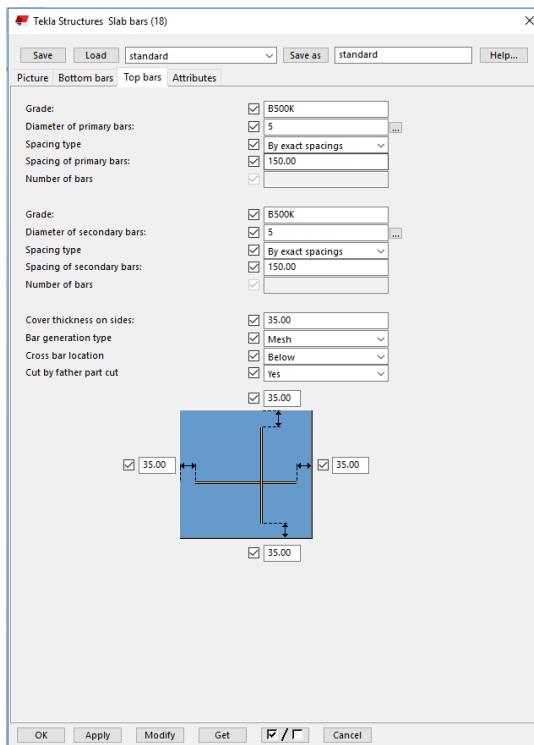 Tekla Structures Slab bars (18)
Save Load standard Save as standard Help...
Picture Bottom bars Top bars Attributes
Grade: B500K
Diameter of primary bars: 5 ...
Spacing type By exact spacings
Spacing of primary bars: 150.00
Number of bars
Grade: B500K
Diameter of secondary bars: 5 ...
Spacing type By exact spacings
Spacing of secondary bars: 150.00
Number of bars
Cover thickness on sides: 35.00
Bar generation type Mesh
Cross bar location Below
Cut by father part cut Yes
35.00
35.00 35.00
35.00
OK Apply Modify Get / Cancel